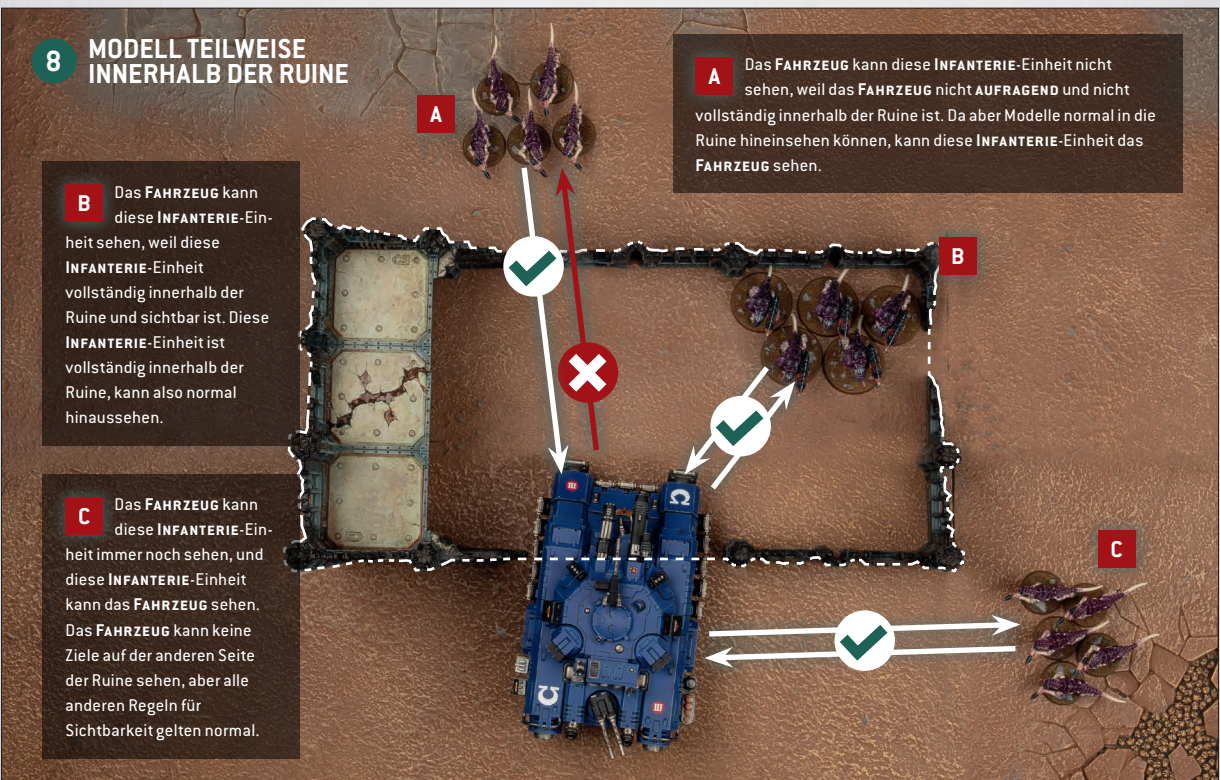 8
MODELL TEILWEISE
INNERHALB DER RUINE
A
A
Das FAHRZEUG kann diese INFANTERIE-Einheit nicht
sehen, weil das FAHRZEUG nicht AUFRAGEND und nicht
vollständig innerhalb der Ruine ist. Da aber Modelle normal in die
Ruine hineinsehen können, kann diese INFANTERIE-Einheit das
FAHRZEUG sehen.
B
Das FAHRZEUG kann
diese INFANTERIE-Ein-
heit sehen, weil diese
INFANTERIE-Einheit
vollständig innerhalb der
Ruine und sichtbar ist. Diese
INFANTERIE-Einheit ist
vollständig innerhalb der
Ruine, kann also normal
hinaussehen.
B
C
Das FAHRZEUG kann
diese INFANTERIE-Ein-
heit immer noch sehen, und
diese INFANTERIE-Einheit
kann das FAHRZEUG sehen.
Das FAHRZEUG kann keine
Ziele auf der anderen Seite
der Ruine sehen, aber alle
anderen Regeln für
Sichtbarkeit gelten normal.
C
III
Ω
Ω
III